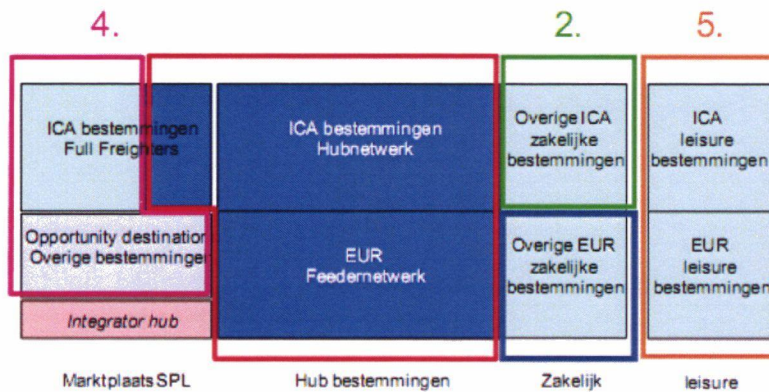 4.
2.
5.
ICA bestemmingen
Full Freighters
ICA bestemmingen
Hubnetwerk
Overige ICA
zakelijke
bestemmingen
ICA
leisure
bestemmingen
Opportunity destination
Overige bestemmingen
EUR
Feedernetwerk
Overige EUR
zakelijke
bestemmingen
EUR
leisure
bestemmingen
Integrator hub
Marktplaats SPL
Hub bestemmingen
Zakelijk
leisure